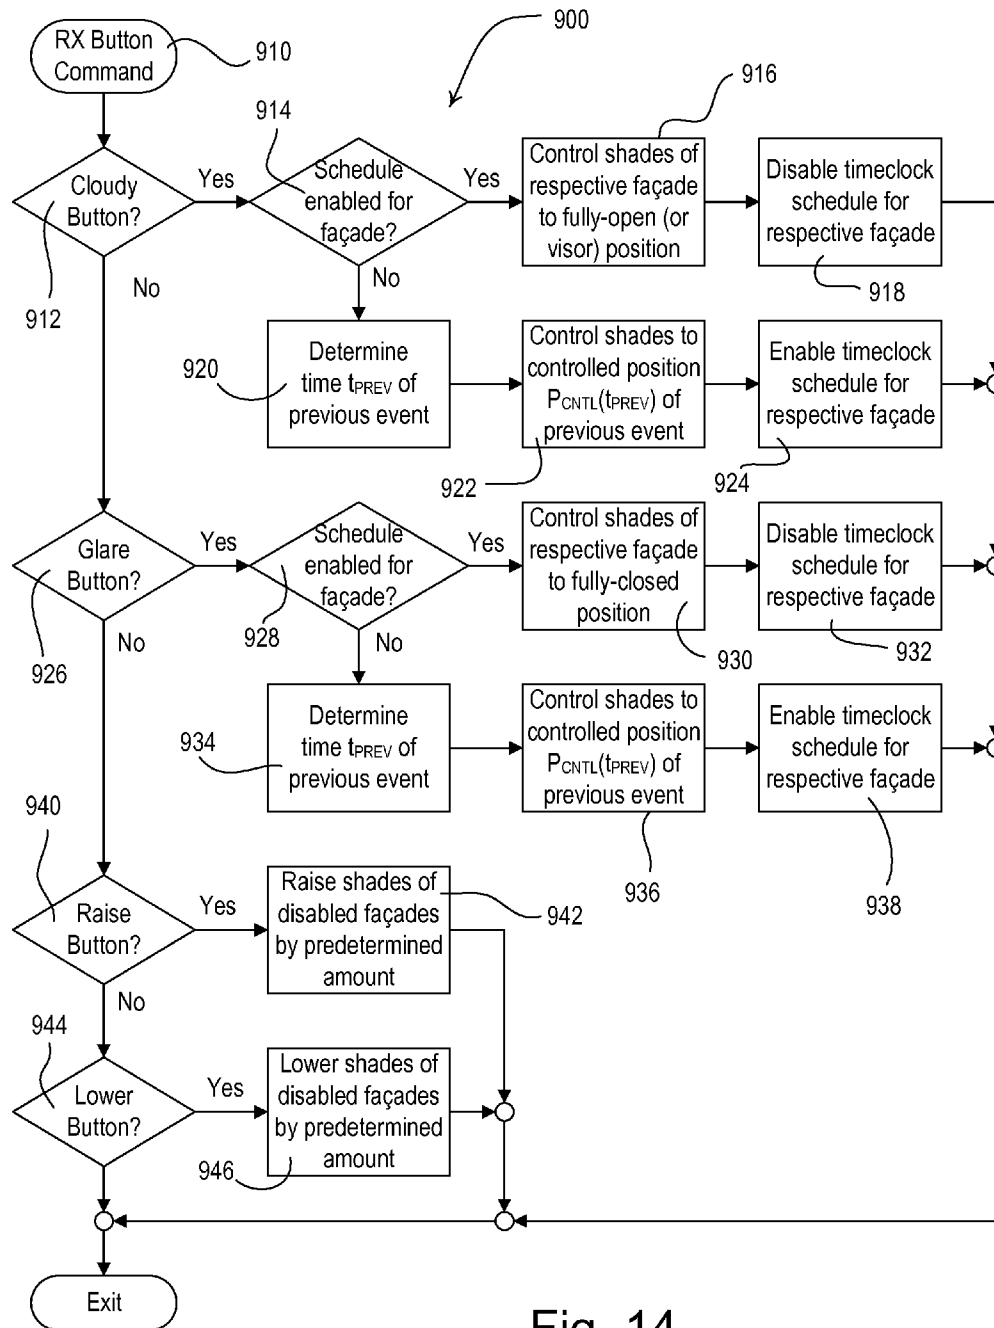 RX Button
Command
910
900
914
916
Cloudy
Button?
Yes
Schedule
enabled for
façade?
Yes
Control shades of
respective façade
to fully-open (or
visor) position
Disable timeclock
schedule for
respective façade
912
No
No
918
920
Determine
time tPREV of
previous event
Control shades to
controlled position
PCNTL(tPREV) of
previous event
Enable timeclock
schedule for
respective façade
922
924
Glare
Button?
Yes
Schedule
enabled for
façade?
Yes
Control shades of
respective façade
to fully-closed
position
Disable timeclock
schedule for
respective façade
926
No
928
No
930
932
934
Determine
time tPREV of
previous event
Control shades to
controlled position
PCNTL(tPREV) of
previous event
Enable timeclock
schedule for
respective façade
940
936
938
Raise
Button?
Yes
Raise shades of
disabled façades
by predetermined
amount
942
No
944
Lower
Button?
Yes
Lower shades of
disabled façades
by predetermined
amount
946
Exit
Fig. 14